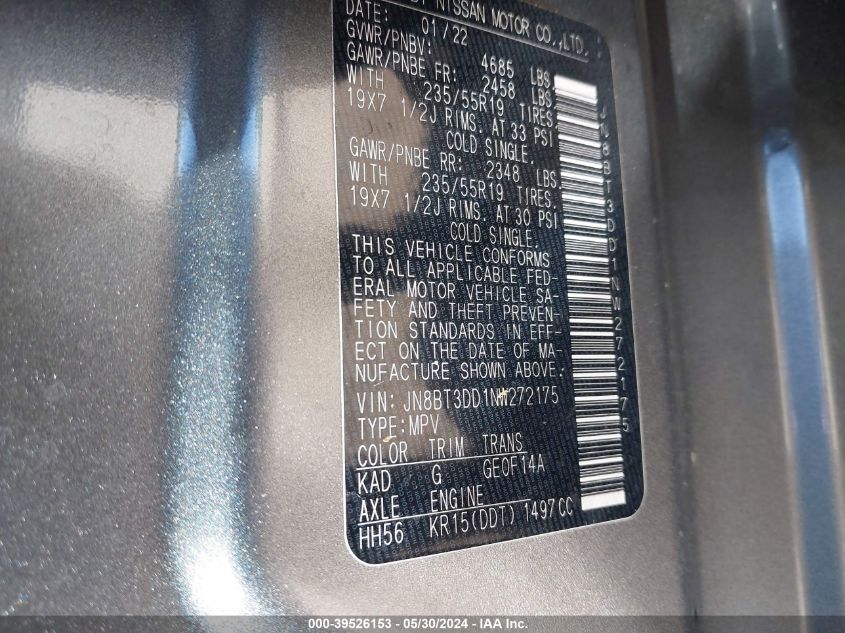 BY NISSAN MOTOR CO.,LTD.
DATE: 01/22
GVWR/PNBV: 4685 LBS
GAWR/PNBE FR: 2458 LBS.
WITH 235/55R19 TIRES.
19X7 1/2J RIMS. AT 33 PSI
COLD SINGLE.
GAWR/PNBE RR: 2348 LBS.
WITH 235/55R19 TIRES.
19X7 1/2J RIMS. AT 30 PSI
COLD SINGLE.
THIS VEHICLE CONFORMS
TO ALL APPLICABLE FED-
ERAL MOTOR VEHICLE SA-
FETY AND THEFT PREVEN-
TION STANDARDS IN EFF-
ECT ON THE DATE OF MA-
NUFACTURE SHOWN ABOVE.
VIN: JN8BT3DD1NW272175
TYPE:MPV
COLOR TRIM TRANS
KAD G GE0F14A
AXLE ENGINE
HH56 KR15(DDT) 1497CC
JN8BT3DD1NW272175
000-39526153 - 05/30/2024 - IAA Inc.